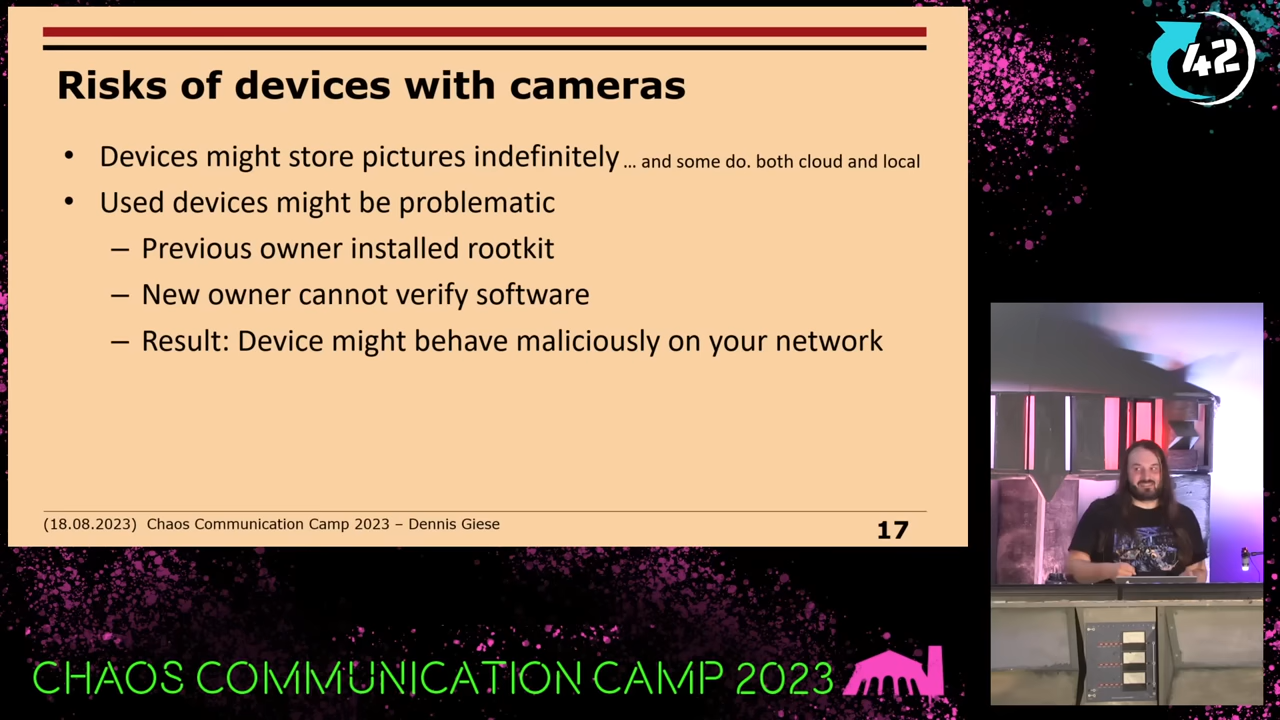 42
Risks of devices with cameras
• Devices might store pictures indefinitely ... and some do. both cloud and local
• Used devices might be problematic
– Previous owner installed rootkit
– New owner cannot verify software
– Result: Device might behave maliciously on your network
(18.08.2023) Chaos Communication Camp 2023 – Dennis Giese
17
CHAOS COMMUNICATION CAMP 2023